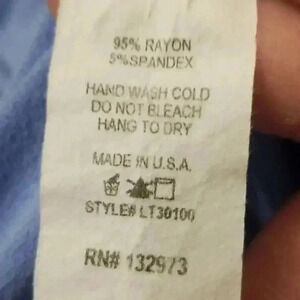 95% RAYON
5%SPANDEX
HAND WASH COLD
DO NOT BLEACH
HANG TO DRY
MADE IN U.S.A.
STYLE# LT30100
RN# 132973